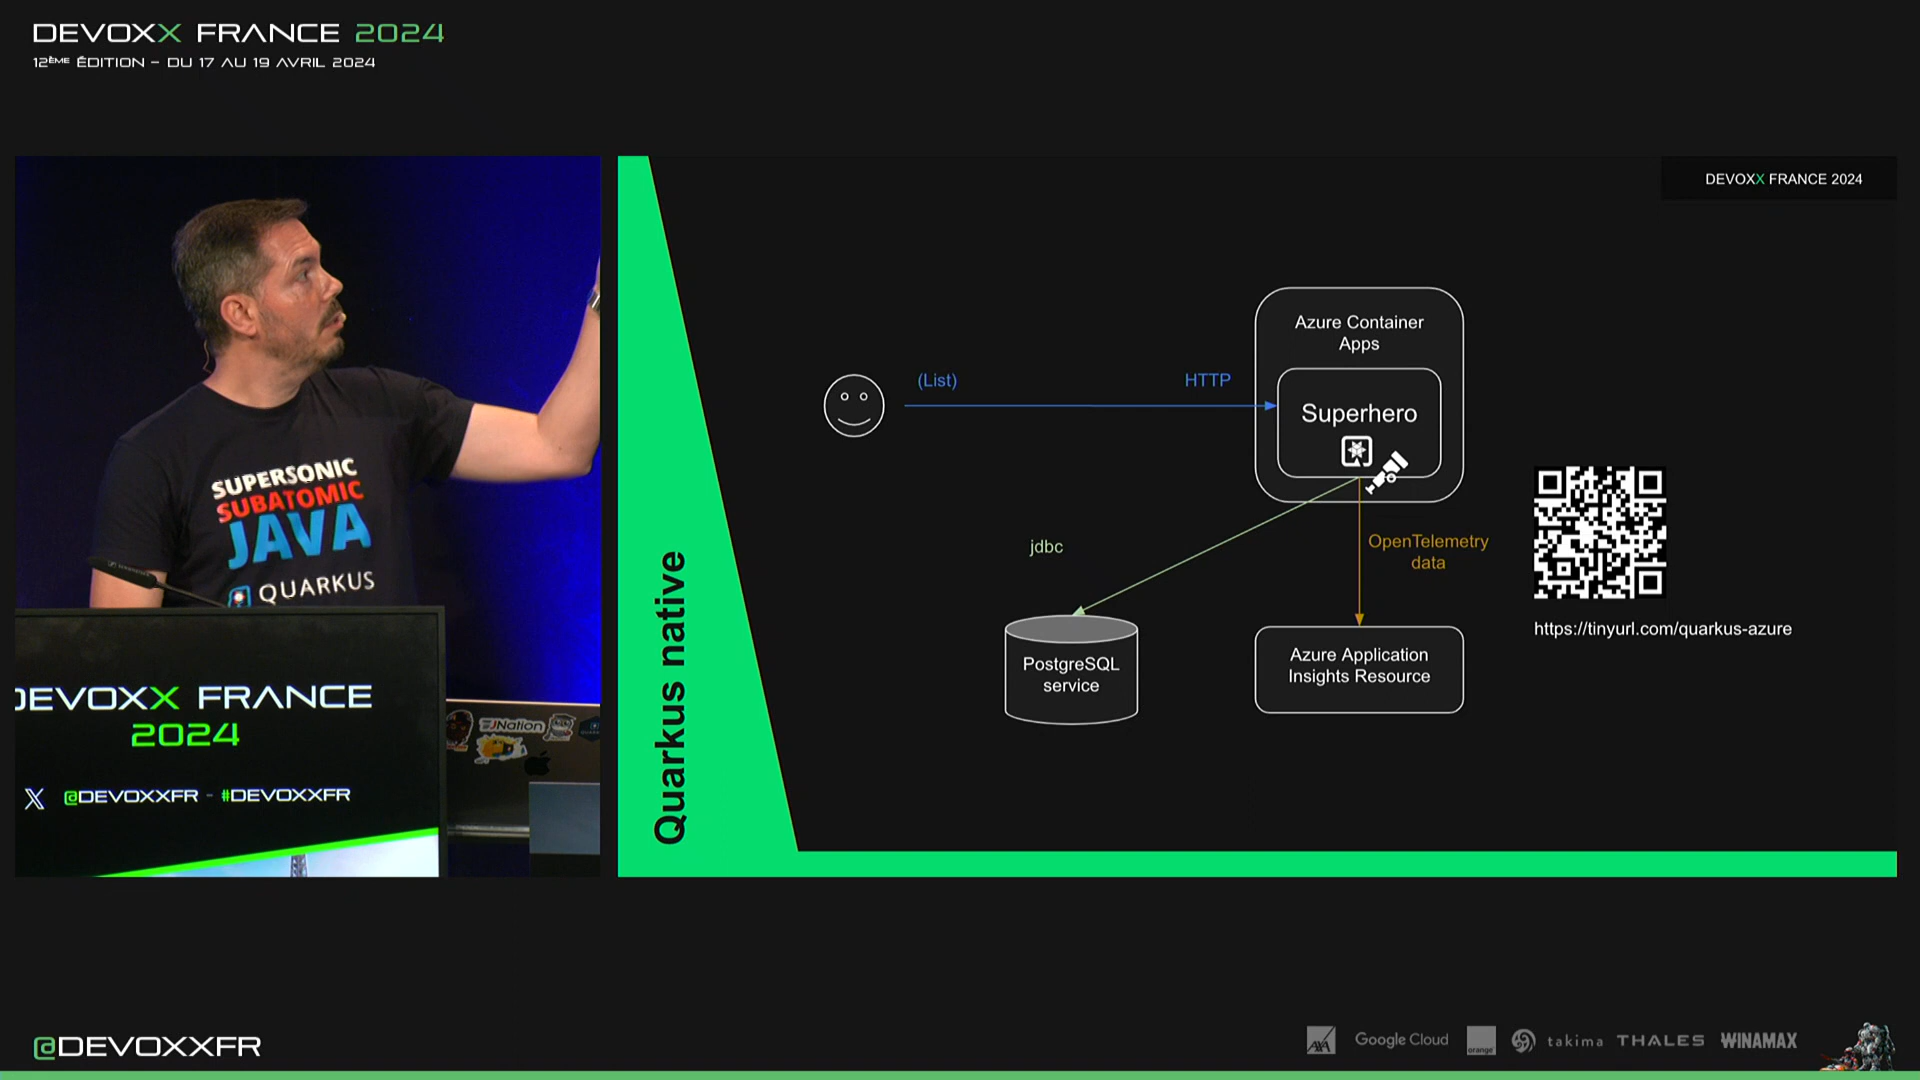 DEVOXX FRANCE 2024
12ÈME ÉDITION - DU 17 AU 19 AVRIL 2024
SUPERSONIC
SUBATOMIC
JAVA
QUARKUS
DEVOXX FRANCE
2024
@DEVOXXFR - #DEVOXXFR
JNation
DEVOXX FRANCE 2024
Quarkus native
(List)
HTTP
Azure Container
Apps
Superhero
jdbc
OpenTelemetry
data
PostgreSQL
service
Azure Application
Insights Resource
https://tinyurl.com/quarkus-azure
@DEVOXXFR
AXA
Google Cloud
orange
takima
THALES
WINAMAX